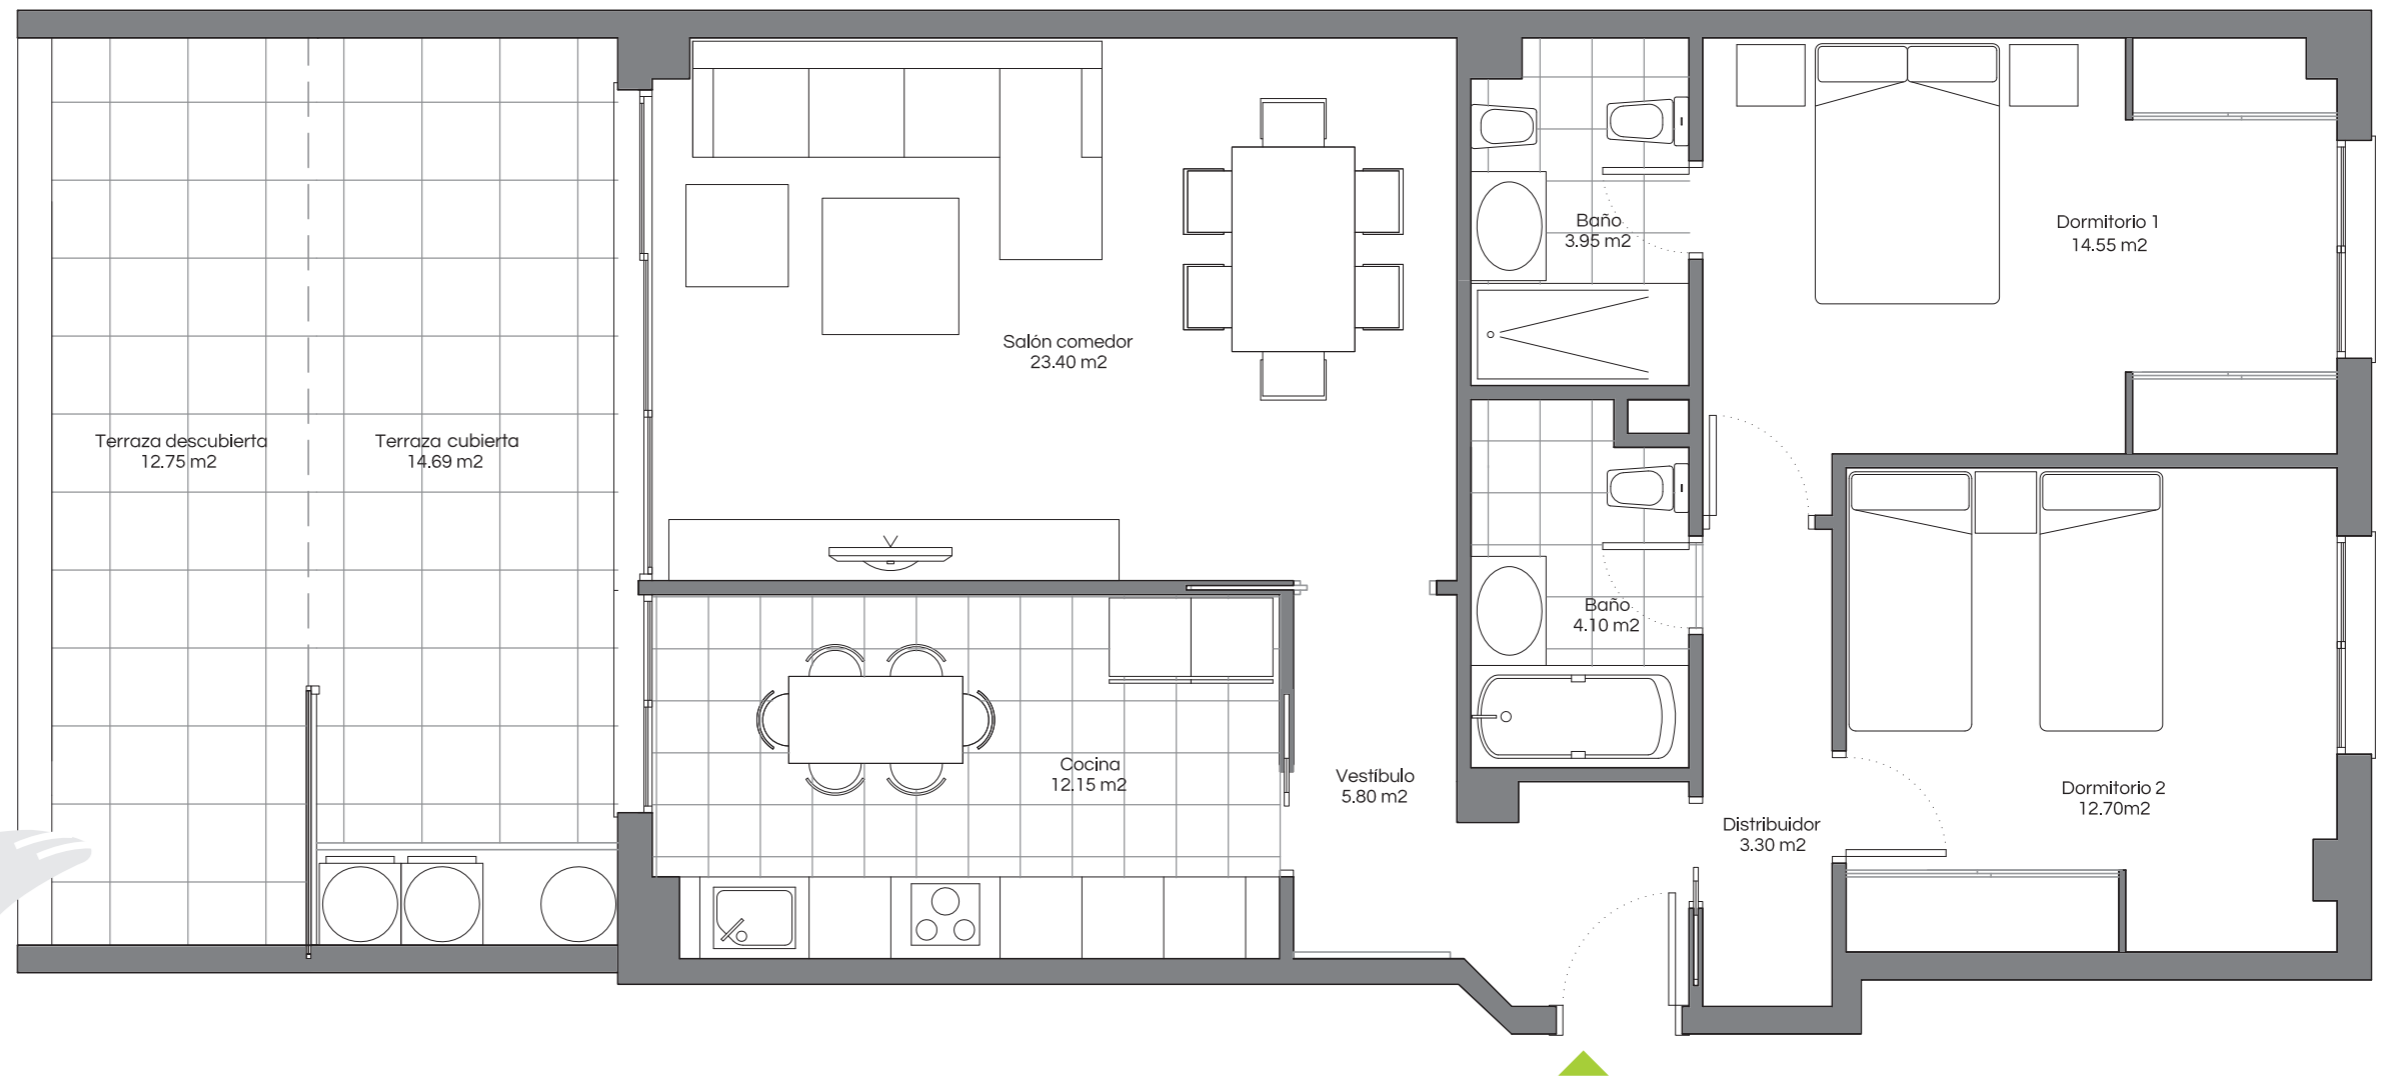 Baño
3.95 m2
Dormitorio 1
14.55 m2
Salón comedor
23.40 m2
Terraza descubierta
12.75 m2
Terraza cubierta
14.69 m2
Baño
4.10 m2
Cocina
12.15 m2
Vestíbulo
5.80 m2
Dormitorio 2
12.70m2
Distribuidor
3.30 m2